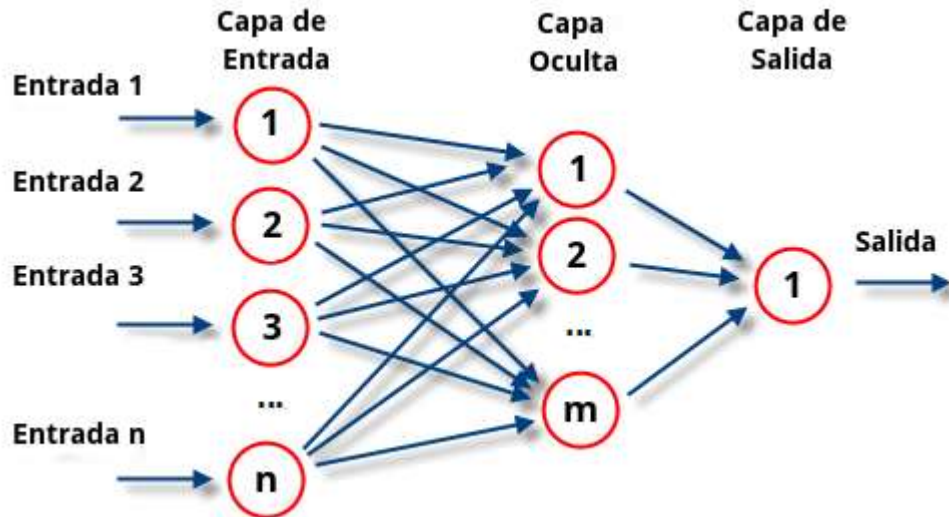 Capa de
Entrada
Capa
Oculta
Capa de
Salida
Entrada 1
Entrada 2
Entrada 3
Entrada n
1
2
3
...
n
1
2
...
m
1
Salida